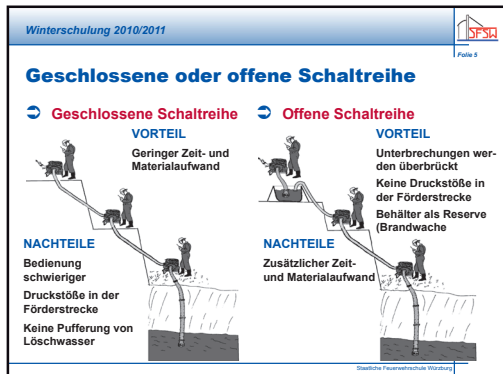 Winterschulung 2010/2011
SFSW
Folie 5
Geschlossene oder offene Schaltreihe
Geschlossene Schaltreihe
VORTEIL
Geringer Zeit- und
Materialaufwand
NACHTEILE
Bedienung
schwieriger
Druckstöße in der
Förderstrecke
Keine Pufferung von
Löschwasser
Offene Schaltreihe
VORTEIL
Unterbrechungen wer-
den überbrückt
Keine Druckstöße in
der Förderstrecke
Behälter als Reserve
(Brandwache
NACHTEILE
Zusätzlicher Zeit-
und Materialaufwand
Staatliche Feuerwehrschule Würzburg